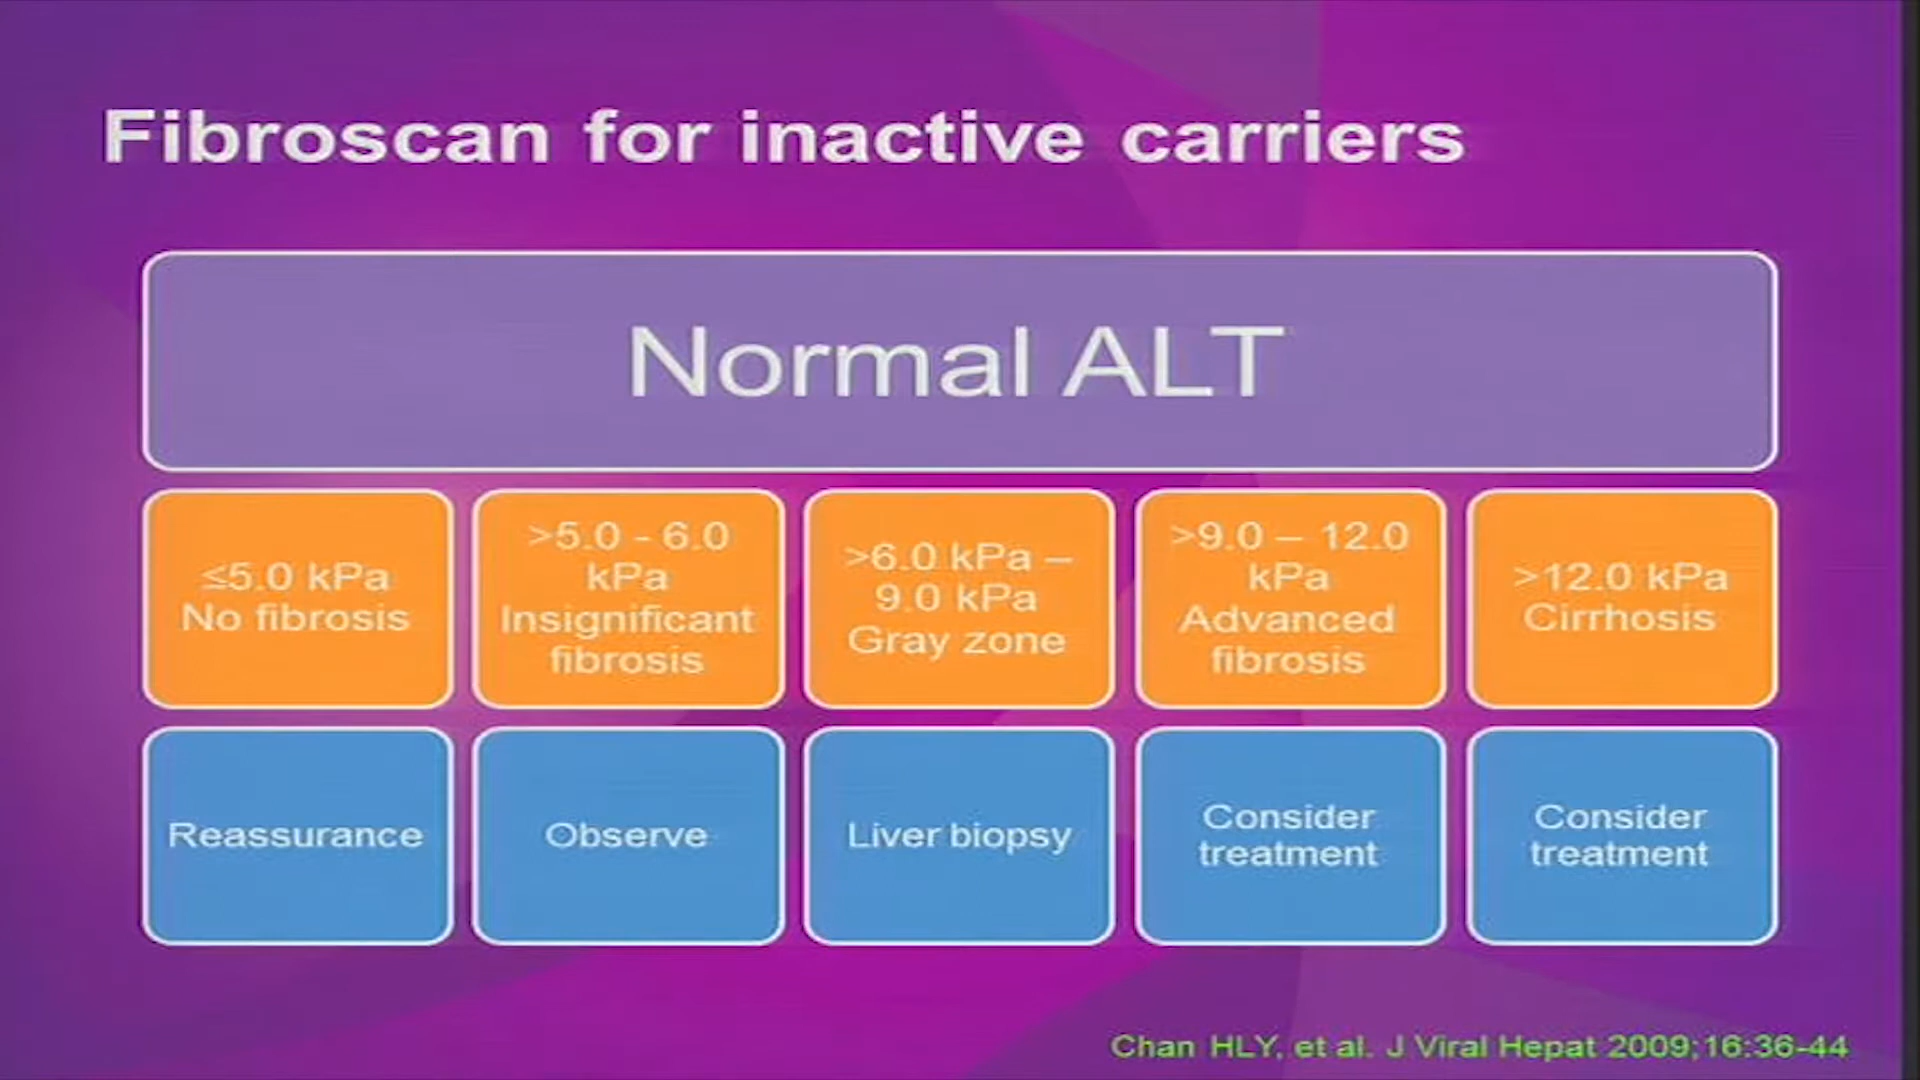 Fibroscan for inactive carriers
Normal ALT
≤5.0 kPa
No fibrosis
>5.0 - 6.0
kPa
Insignificant
fibrosis
>6.0 kPa –
9.0 kPa
Gray zone
>9.0 – 12.0
kPa
Advanced
fibrosis
>12.0 kPa
Cirrhosis
Reassurance
Observe
Liver biopsy
Consider
treatment
Consider
treatment
Chan HLY, et al. J Viral Hepat 2009;16:36-44